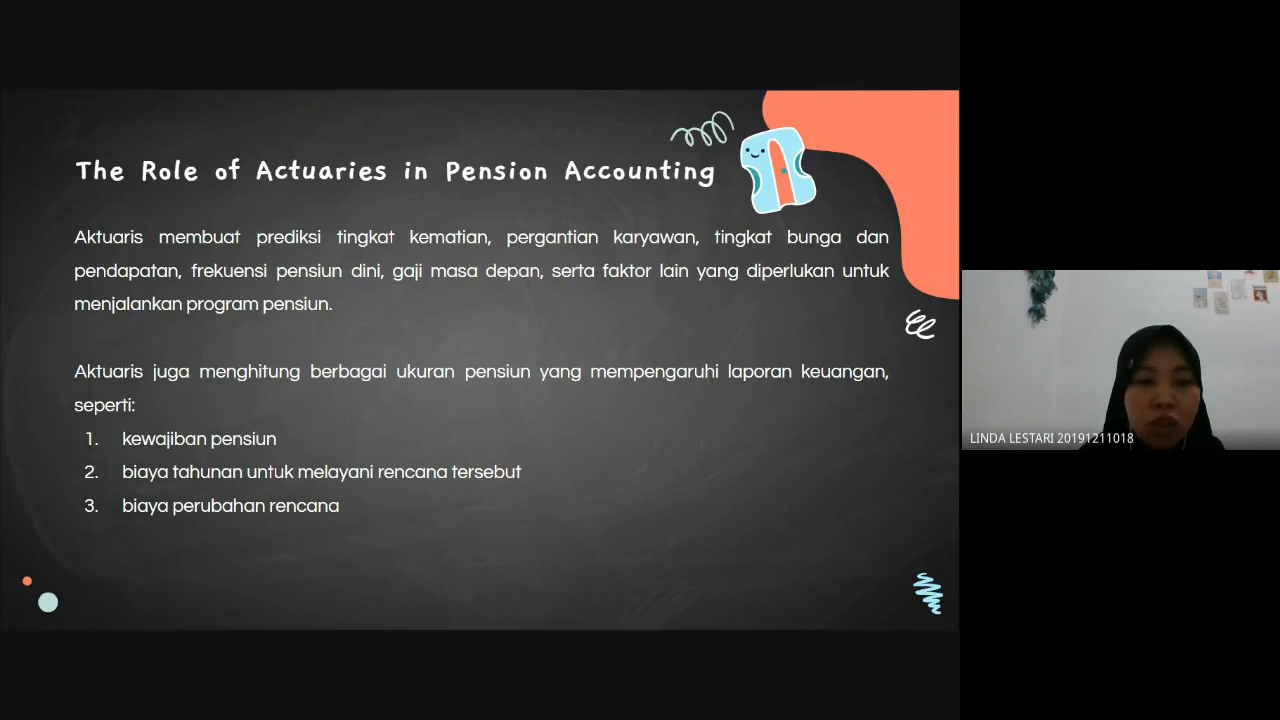 The Role of Actuaries in Pension Accounting
Aktuaris membuat prediksi tingkat kematian, pergantian karyawan, tingkat bunga dan
pendapatan, frekuensi pensiun dini, gaji masa depan, serta faktor lain yang diperlukan untuk
menjalankan program pensiun.
Aktuaris juga menghitung berbagai ukuran pensiun yang mempengaruhi laporan keuangan,
seperti:
1. kewajiban pensiun
2. biaya tahunan untuk melayani rencana tersebut
3. biaya perubahan rencana
LINDA LESTARI 20191211018